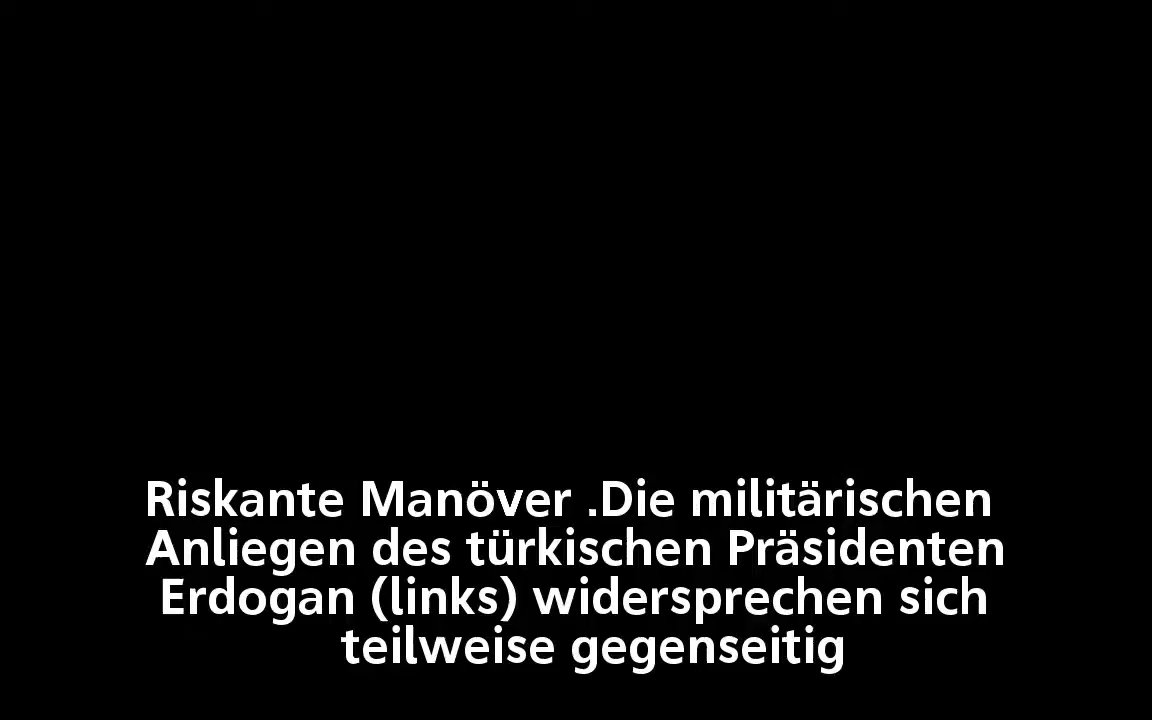 Riskante Manöver .Die militärischen
Anliegen des türkischen Präsidenten
Erdogan (links) widersprechen sich
teilweise gegenseitig